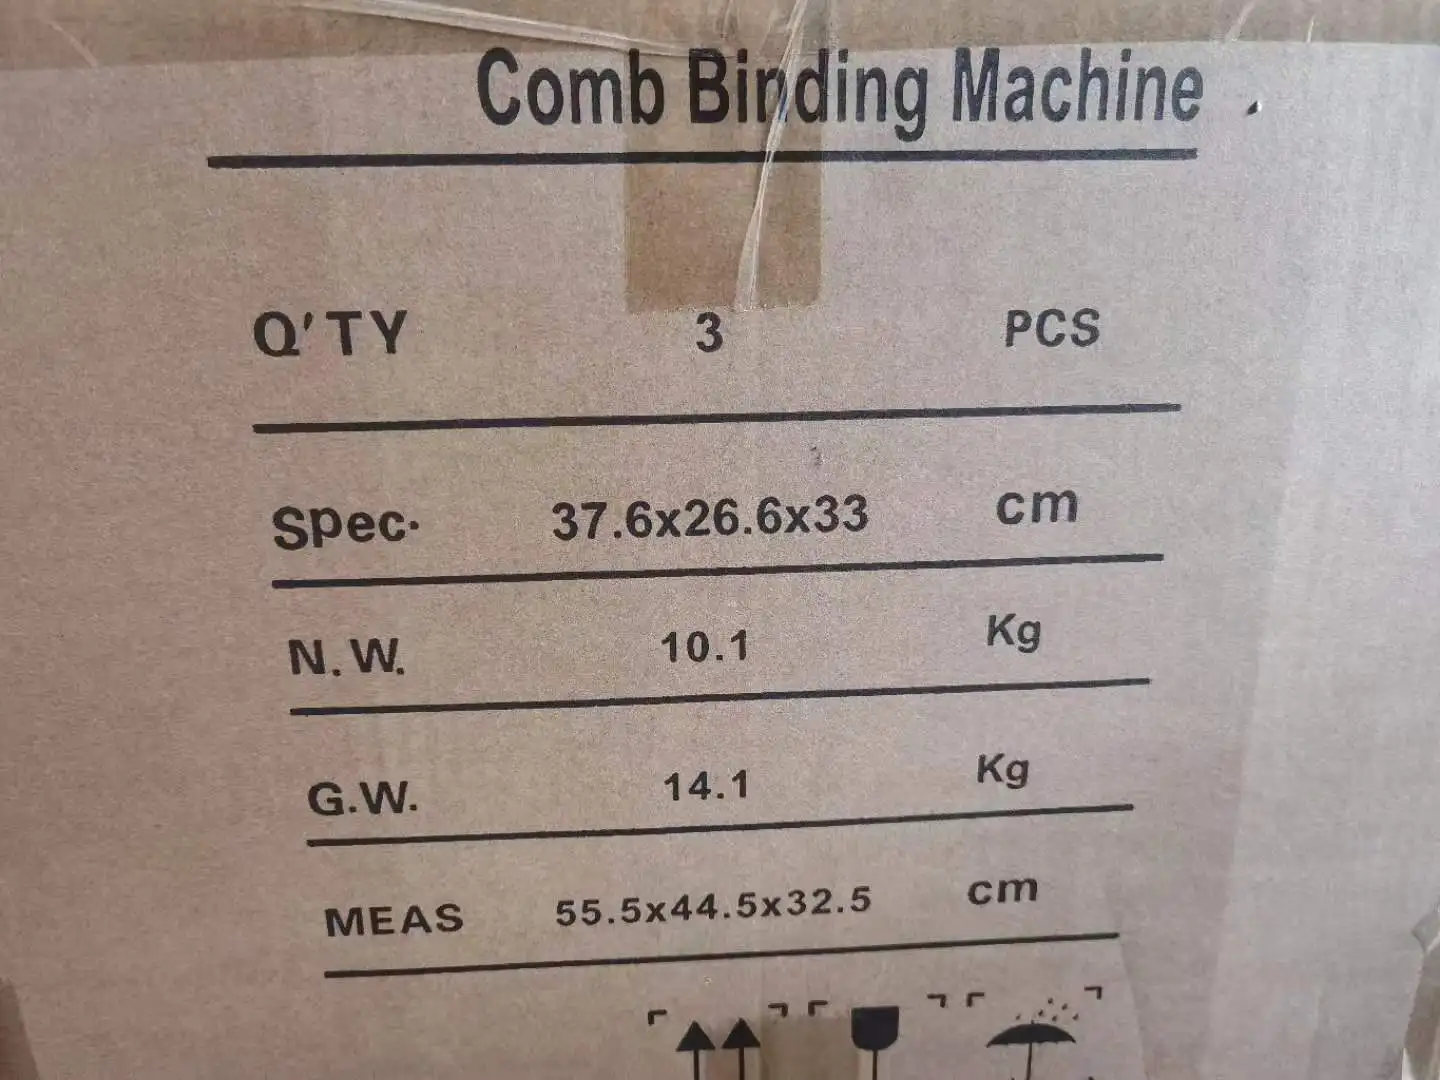 Comb Binding Machine
Q'TY 3 PCS
Spec. 37.6x26.6x33 cm
N.W. 10.1 Kg
G.W. 14.1 Kg
MEAS 55.5x44.5x32.5 cm